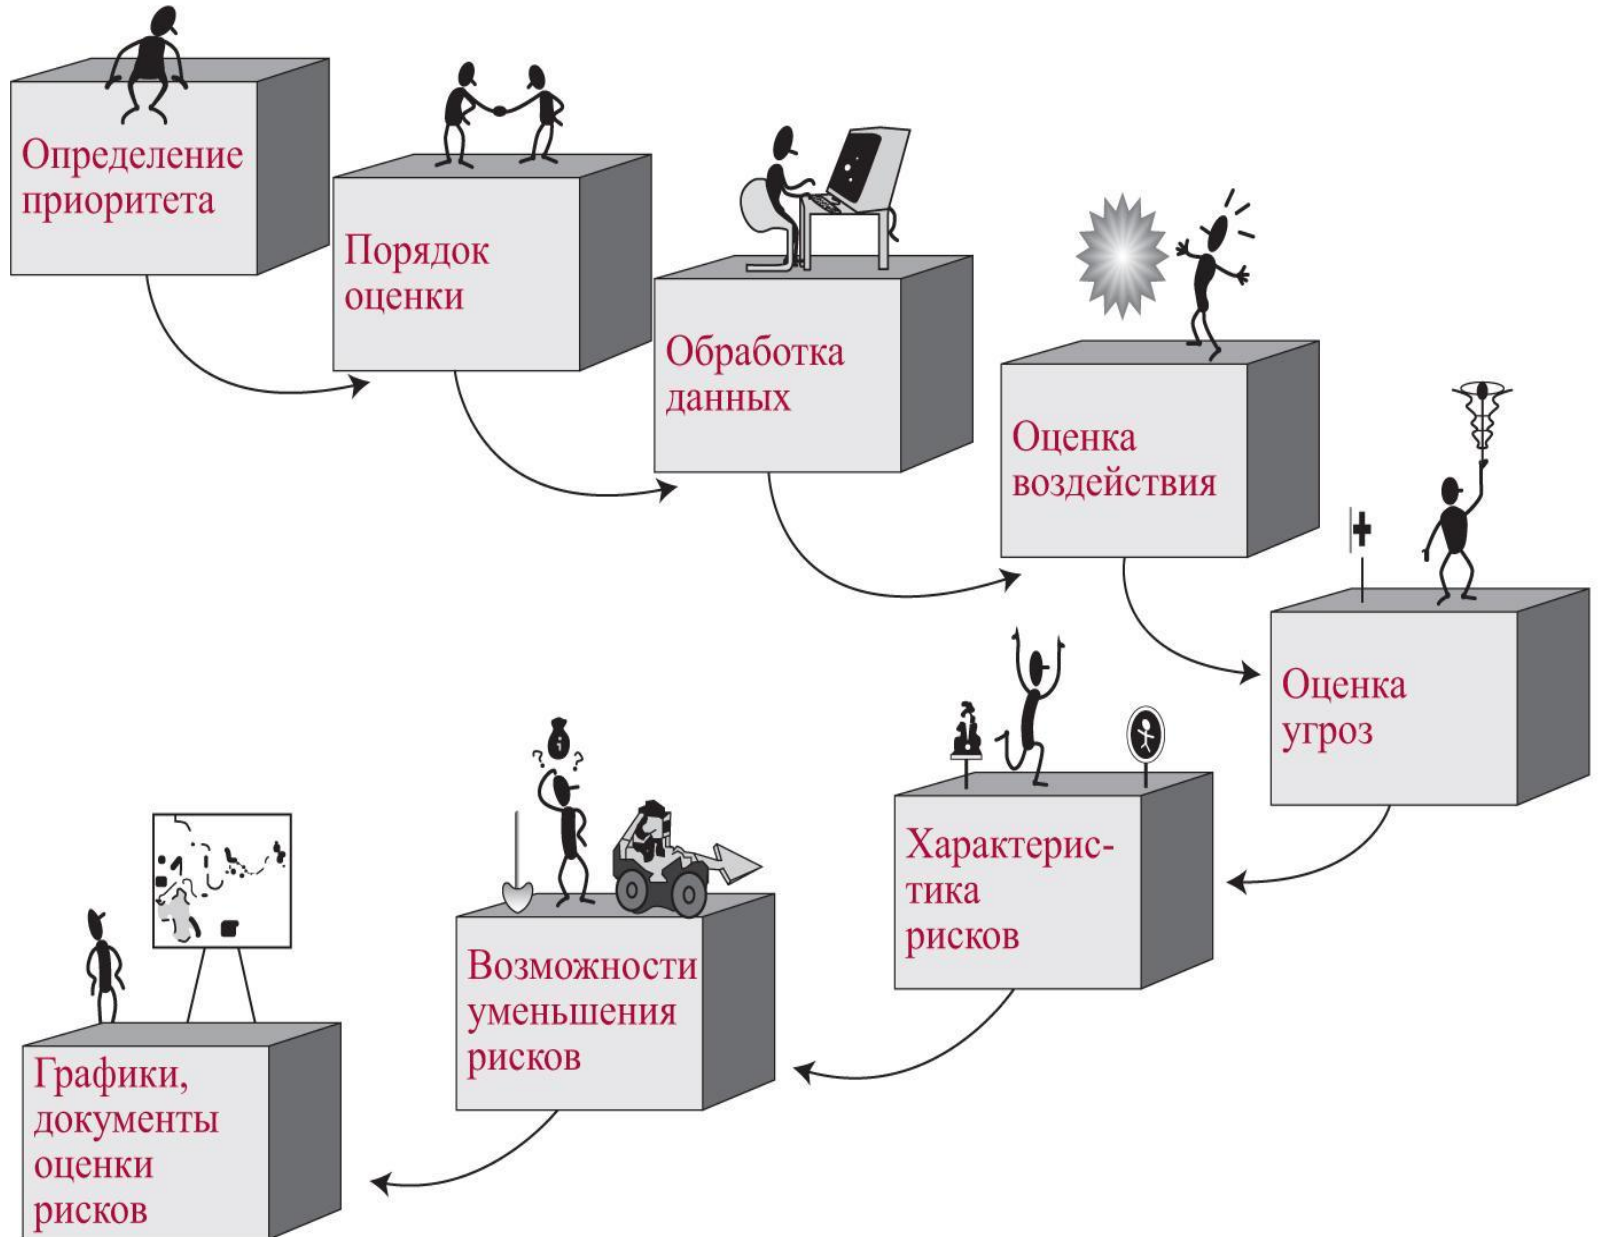 Определение
приоритета
Порядок
оценки
Обработка
данных
Оценка
воздействия
Оценка
угроз
Характерис-
тика
рисков
Возможности
уменьшения
рисков
Графики,
документы
оценки
рисков